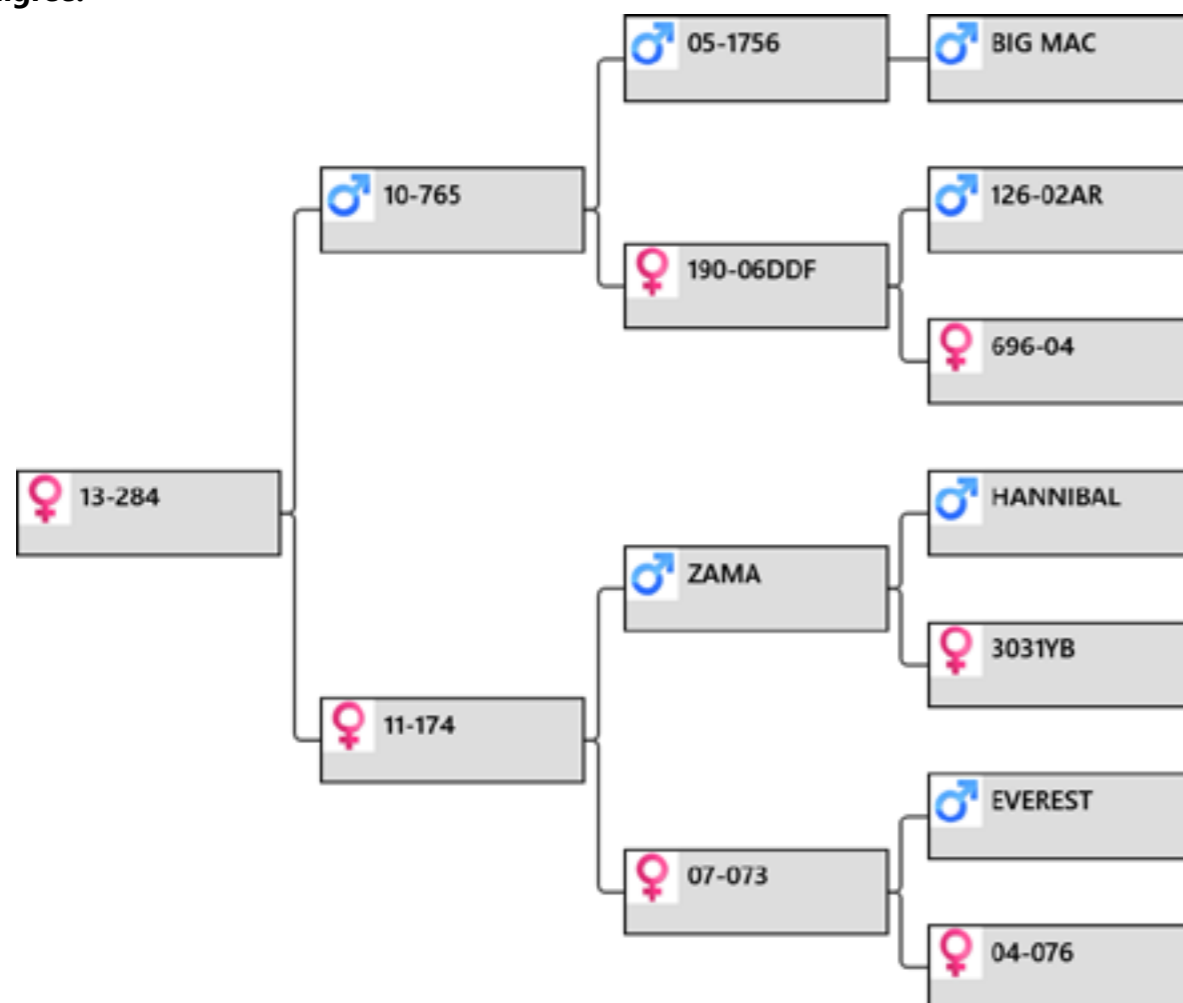 05-1756
BIG MAC
10-765
126-02AR
190-06DDF
696-04
13-284
HANNIBAL
ZAMA
3031YB
11-174
EVEREST
07-073
04-076